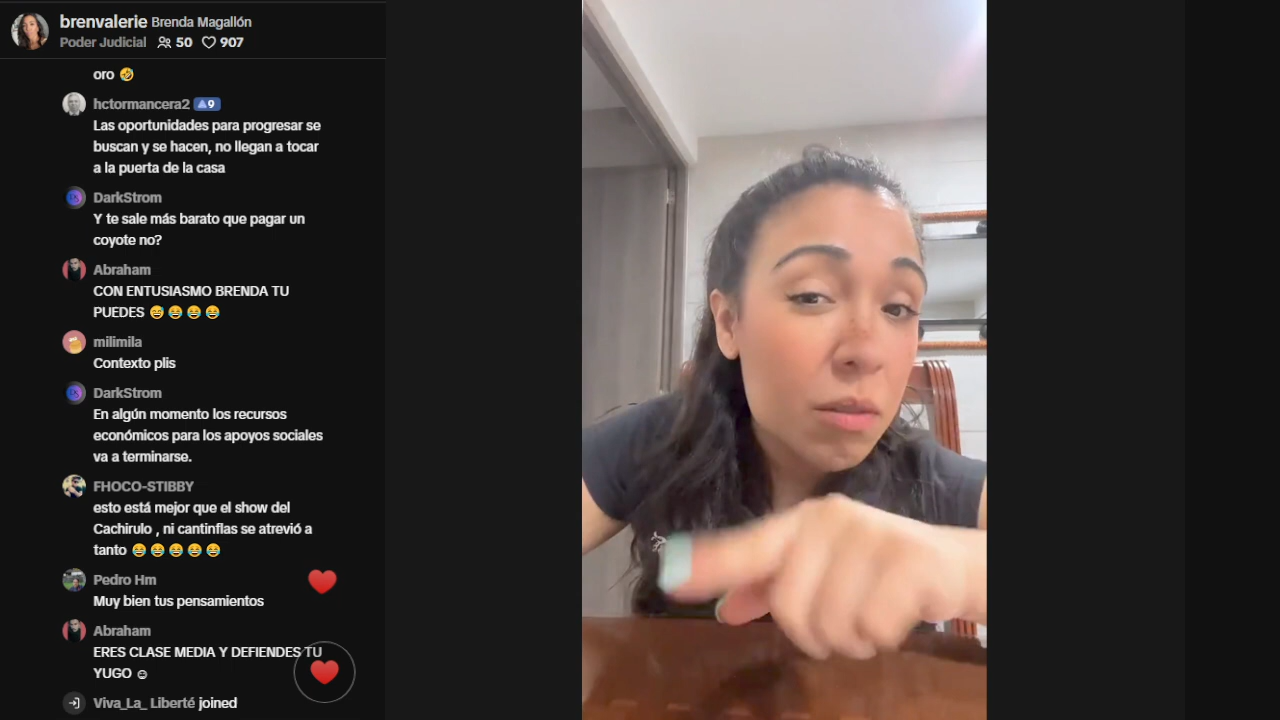 brenvalerie Brenda Magallón
Poder Judicial 50 907
oro 🤣
hctormancera2 9
Las oportunidades para progresar se
buscan y se hacen, no llegan a tocar
a la puerta de la casa
DarkStrom
Y te sale más barato que pagar un
coyote no?
Abraham
CON ENTUSIASMO BRENDA TU
PUEDES 😅 😂 😂 😂
milimila
Contexto plis
DarkStrom
En algún momento los recursos
económicos para los apoyos sociales
va a terminarse.
FHOCO-STIBBY
esto está mejor que el show del
Cachirulo , ni cantinflas se atrevió a
tanto 😂 😂 😂 😂 😂
Pedro Hm
Muy bien tus pensamientos
Abraham
ERES CLASE MEDIA Y DEFIENDES TU
YUGO ☺
Viva_La_ Liberté joined